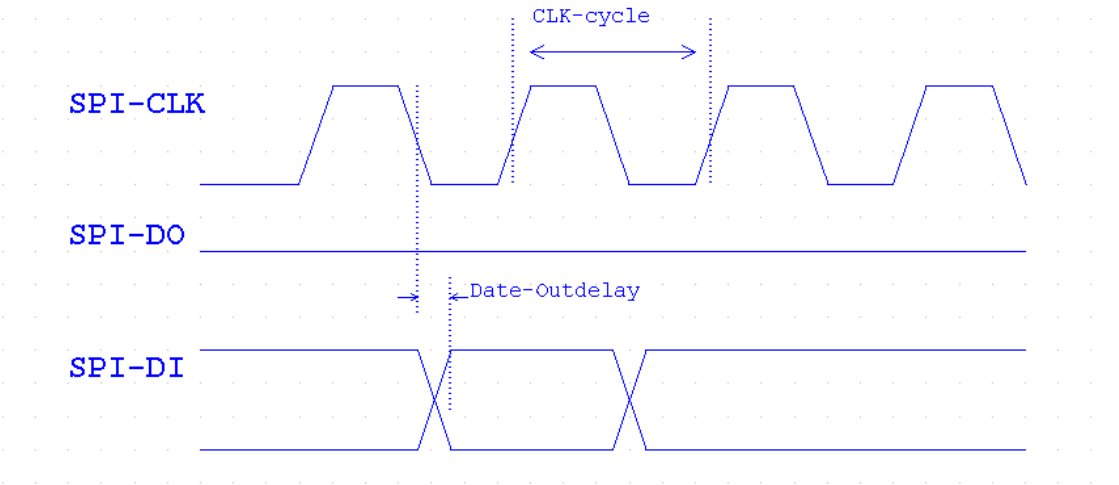 CLK-cycle
SPI-CLK
SPI-DO
Date-Outdelay
SPI-DI